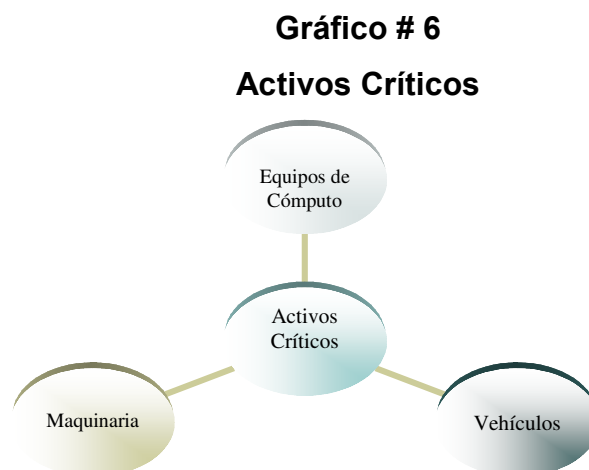 Gráfico # 6
Activos Críticos
Equipos de
Cómputo
Activos
Críticos
Maquinaria
Vehículos